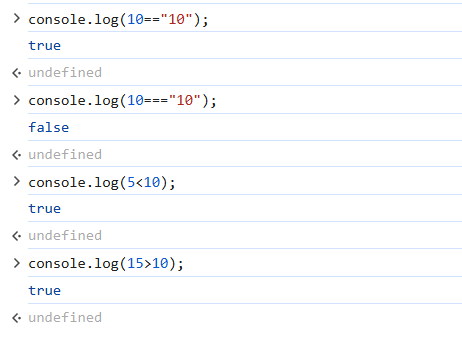 > console.log(10=="10");
true
<· undefined
> console.log(10==="10");
false
<· undefined
> console.log(5<10);
true
<· undefined
> console.log(15>10);
true
<· undefined